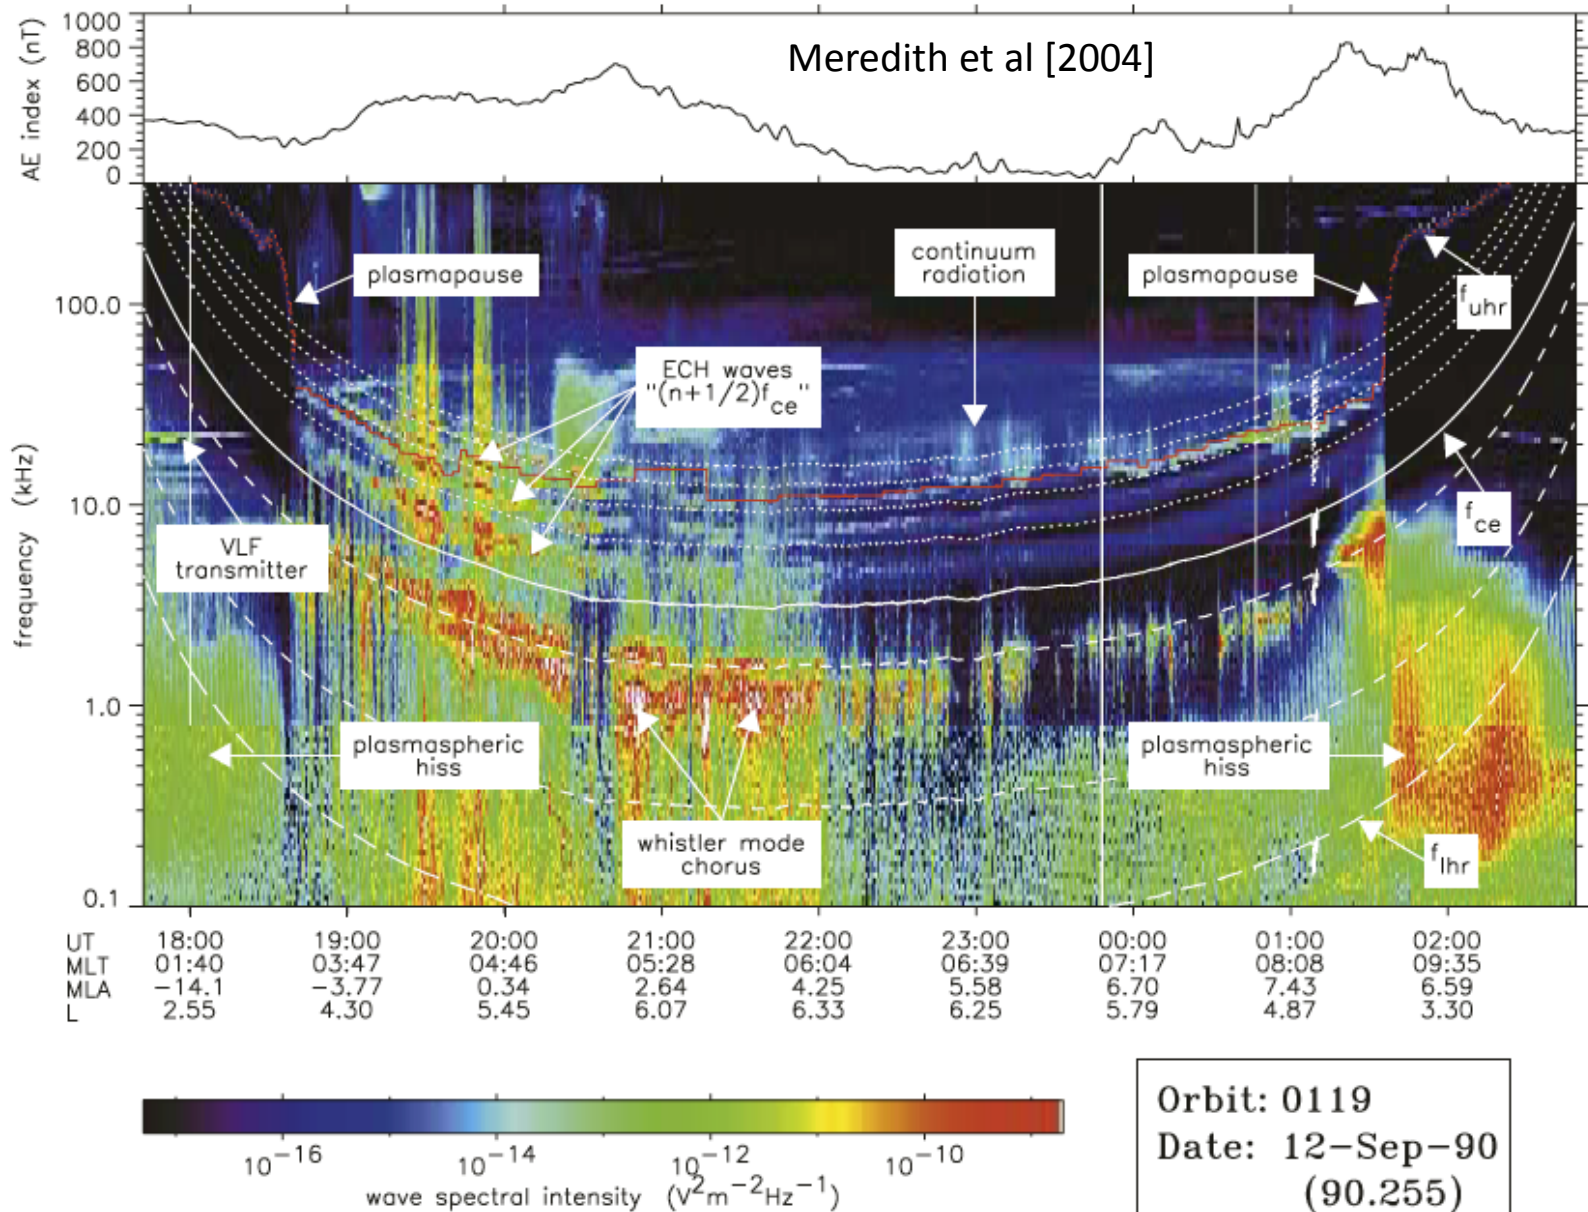 Meredith et al [2004]
AE index (nT)
1000
800
600
400
200
0
plasmapause
continuum
radiation
plasmapause
f_uhr
ECH waves
"(n+1/2)f_ce"
VLF
transmitter
f_ce
plasmaspheric
hiss
whistler mode
chorus
plasmaspheric
hiss
f_lhr
frequency (kHz)
100.0
10.0
1.0
0.1
UT 18:00 19:00 20:00 21:00 22:00 23:00 00:00 01:00 02:00
MLT 01:40 03:47 04:46 05:28 06:04 06:39 07:17 08:08 09:35
MLA −14.1 −3.77 0.34 2.64 4.25 5.58 6.70 7.43 6.59
L 2.55 4.30 5.45 6.07 6.33 6.25 5.79 4.87 3.30
10^−16 10^−14 10^−12 10^−10
wave spectral intensity (V^2m^−2Hz^−1)
Orbit: 0119
Date: 12−Sep−90
(90.255)